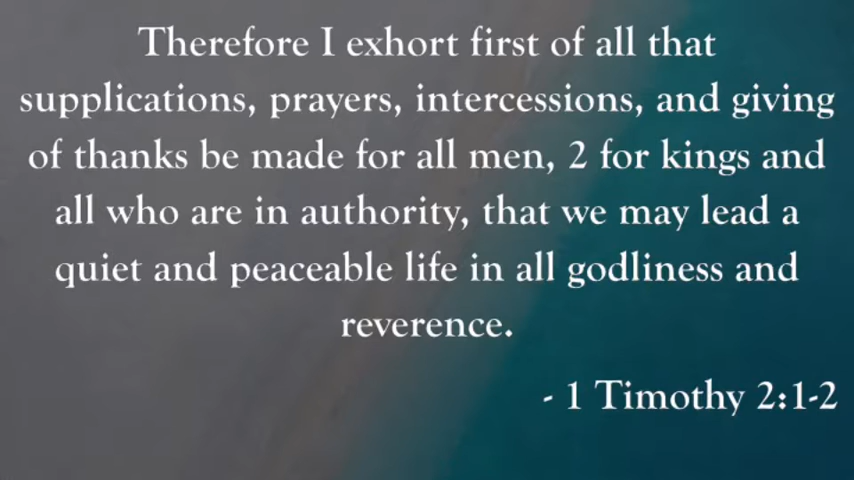 Therefore I exhort first of all that
supplications, prayers, intercessions, and giving
of thanks be made for all men, 2 for kings and
all who are in authority, that we may lead a
quiet and peaceable life in all godliness and
reverence.
- 1 Timothy 2:1-2